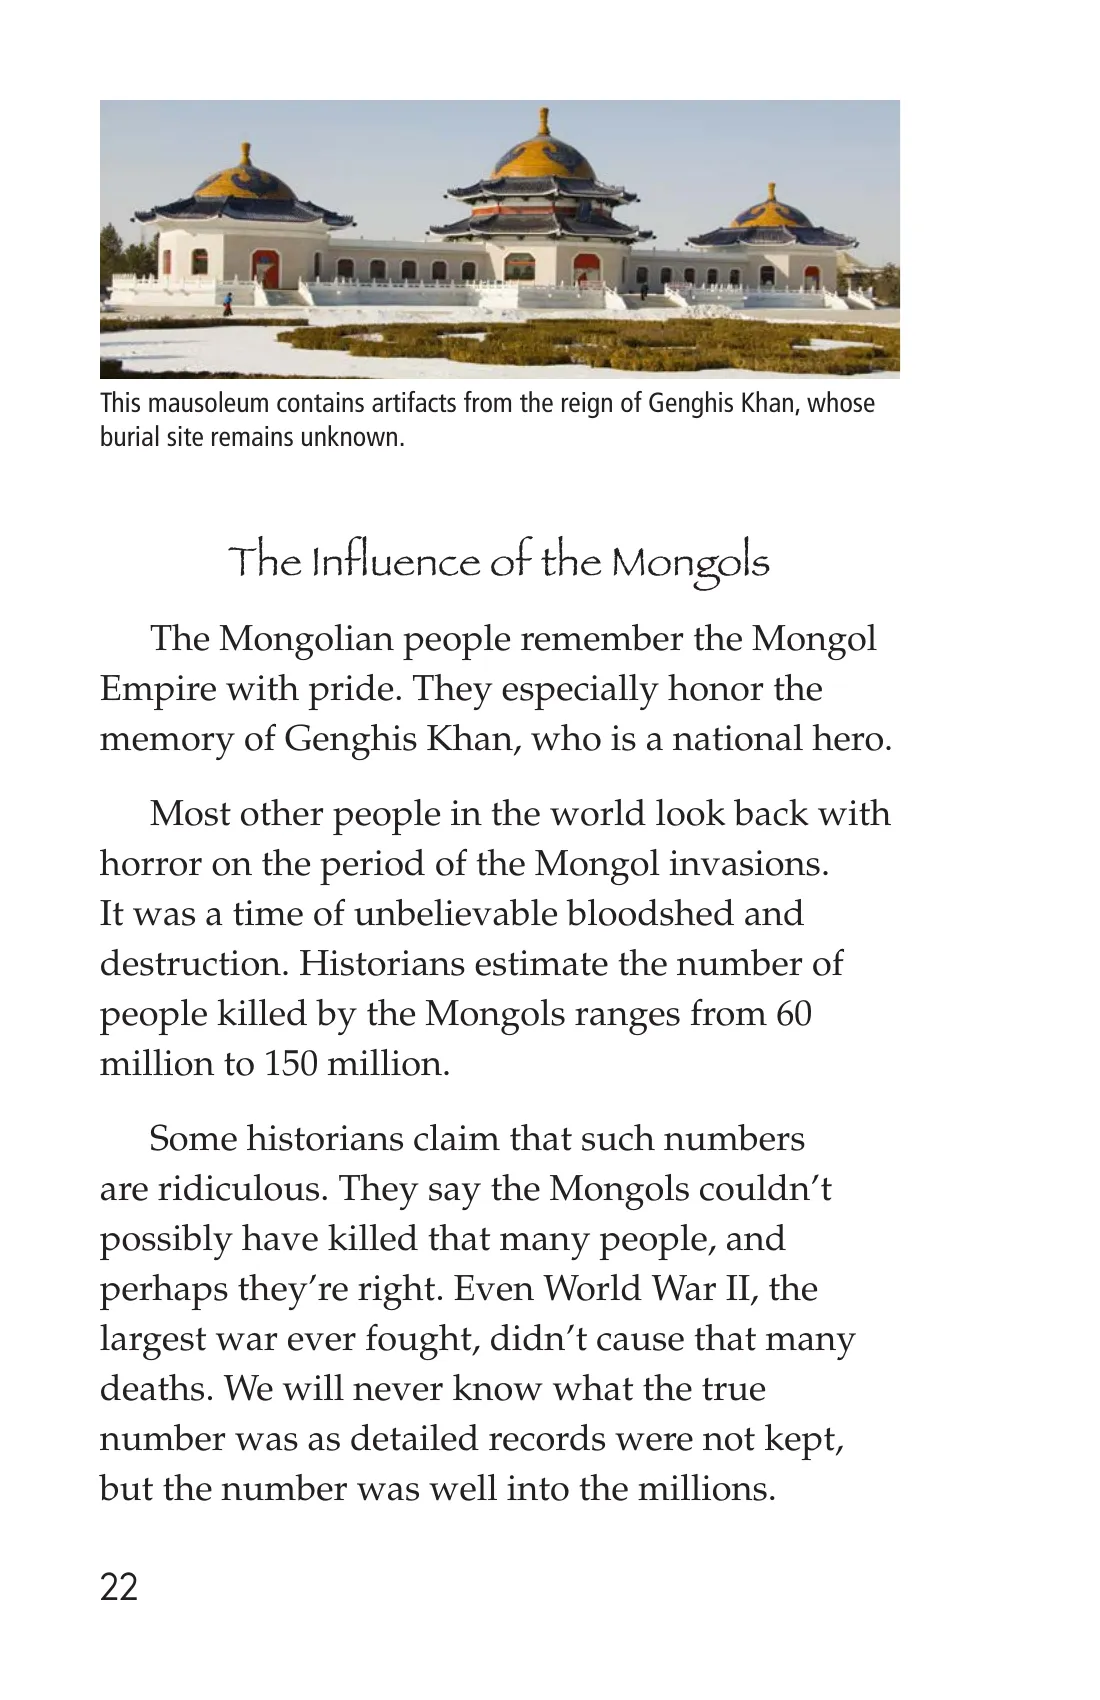 This mausoleum contains artifacts from the reign of Genghis Khan, whose
burial site remains unknown.
The Influence of the Mongols
The Mongolian people remember the Mongol
Empire with pride. They especially honor the
memory of Genghis Khan, who is a national hero.
Most other people in the world look back with
horror on the period of the Mongol invasions.
It was a time of unbelievable bloodshed and
destruction. Historians estimate the number of
people killed by the Mongols ranges from 60
million to 150 million.
Some historians claim that such numbers
are ridiculous. They say the Mongols couldn’t
possibly have killed that many people, and
perhaps they’re right. Even World War II, the
largest war ever fought, didn’t cause that many
deaths. We will never know what the true
number was as detailed records were not kept,
but the number was well into the millions.
22